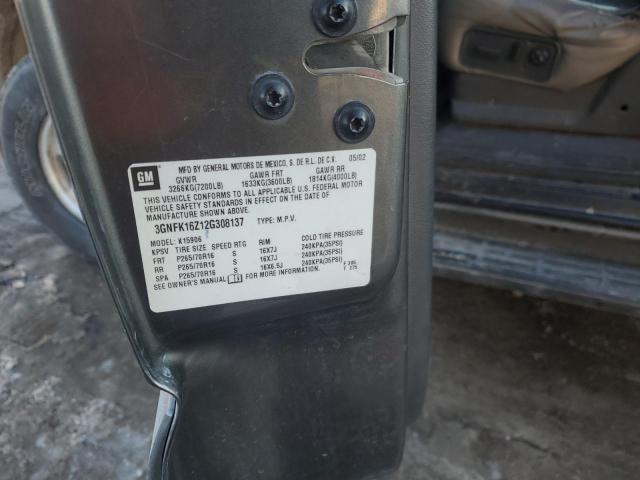 GM
MFD BY GENERAL MOTORS DE MEXICO, S. DE R.L. DE C.V. 05/02
GVWR GAWR FRT GAWR RR
3266KG(7200LB) 1633KG(3600LB) 1814KG(4000LB)
THIS VEHICLE CONFORMS TO ALL APPLICABLE U.S. FEDERAL MOTOR
VEHICLE SAFETY STANDARDS IN EFFECT ON THE DATE OF
MANUFACTURE SHOWN ABOVE.
3GNFK16Z12G308137 TYPE: M.P.V.
MODEL: K15906
KPSV TIRE SIZE SPEED RTG RIM COLD TIRE PRESSURE
FRT P265/70R16 S 16X7J 240KPA(35PSI)
RR P265/70R16 S 16X7J 240KPA(35PSI)
SPA P265/70R16 S 16X6.5J 240KPA(35PSI)
SEE OWNER'S MANUAL FOR MORE INFORMATION.